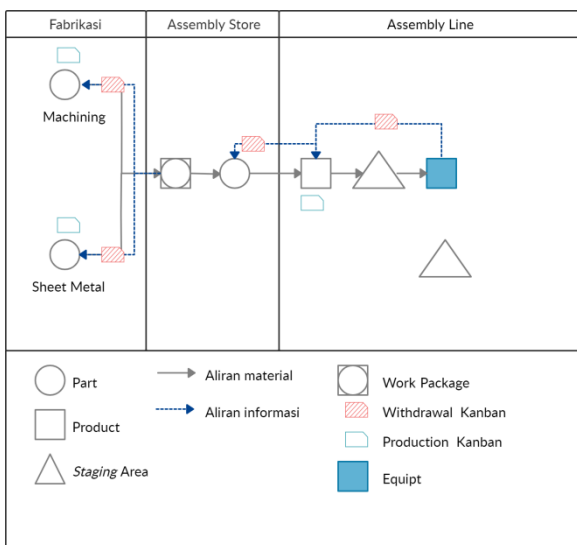 Fabrikasi
Assembly Store
Assembly Line
Machining
Sheet Metal
Part
Product
Staging Area
Aliran material
Aliran informasi
Work Package
Withdrawal Kanban
Production Kanban
Equipt